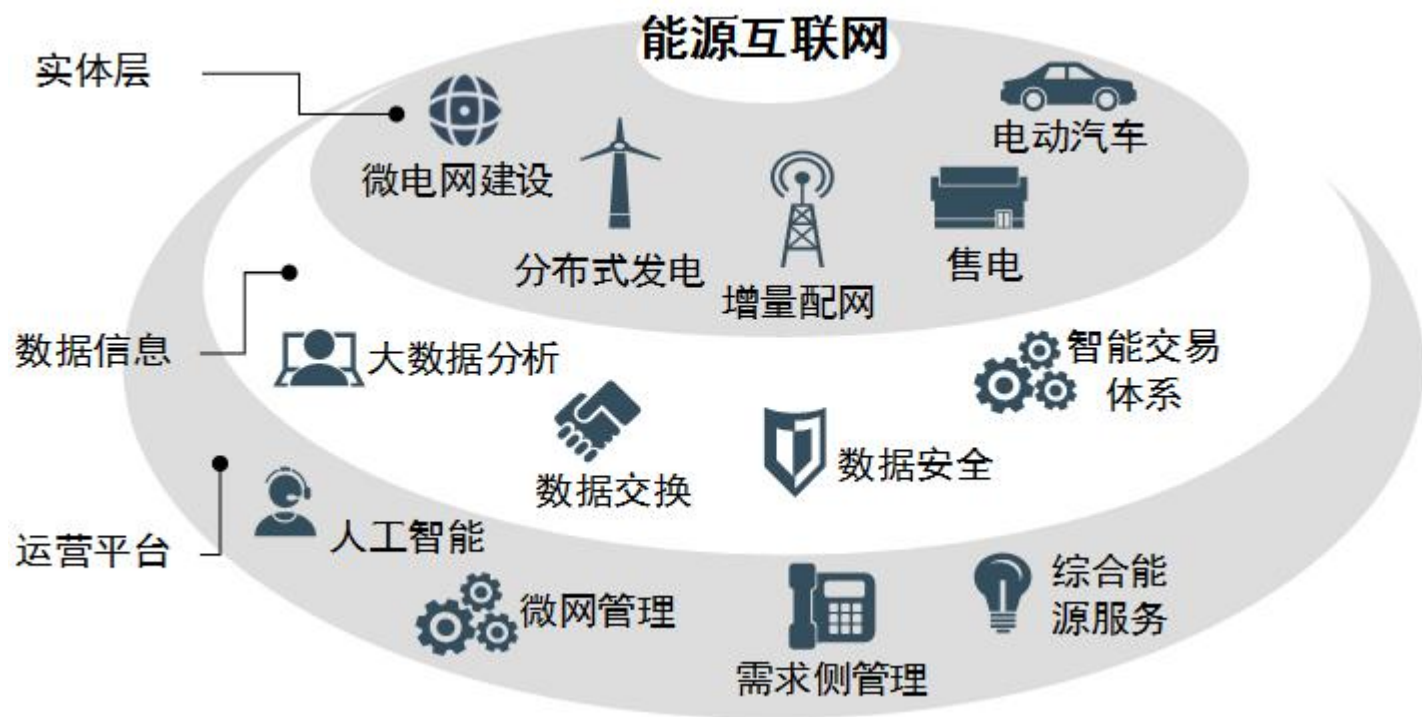 能源互联网
实体层
电动汽车
微电网建设
分布式发电
售电
增量配网
数据信息
大数据分析
智能交易
体系
数据交换
数据安全
运营平台
人工智能
微网管理
综合能
源服务
需求侧管理